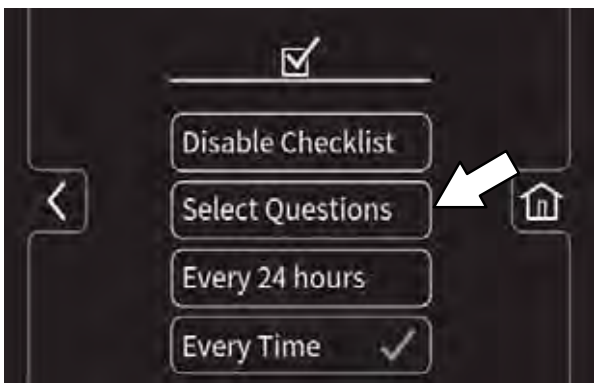 Disable Checklist
Select Questions
Every 24 hours
Every Time